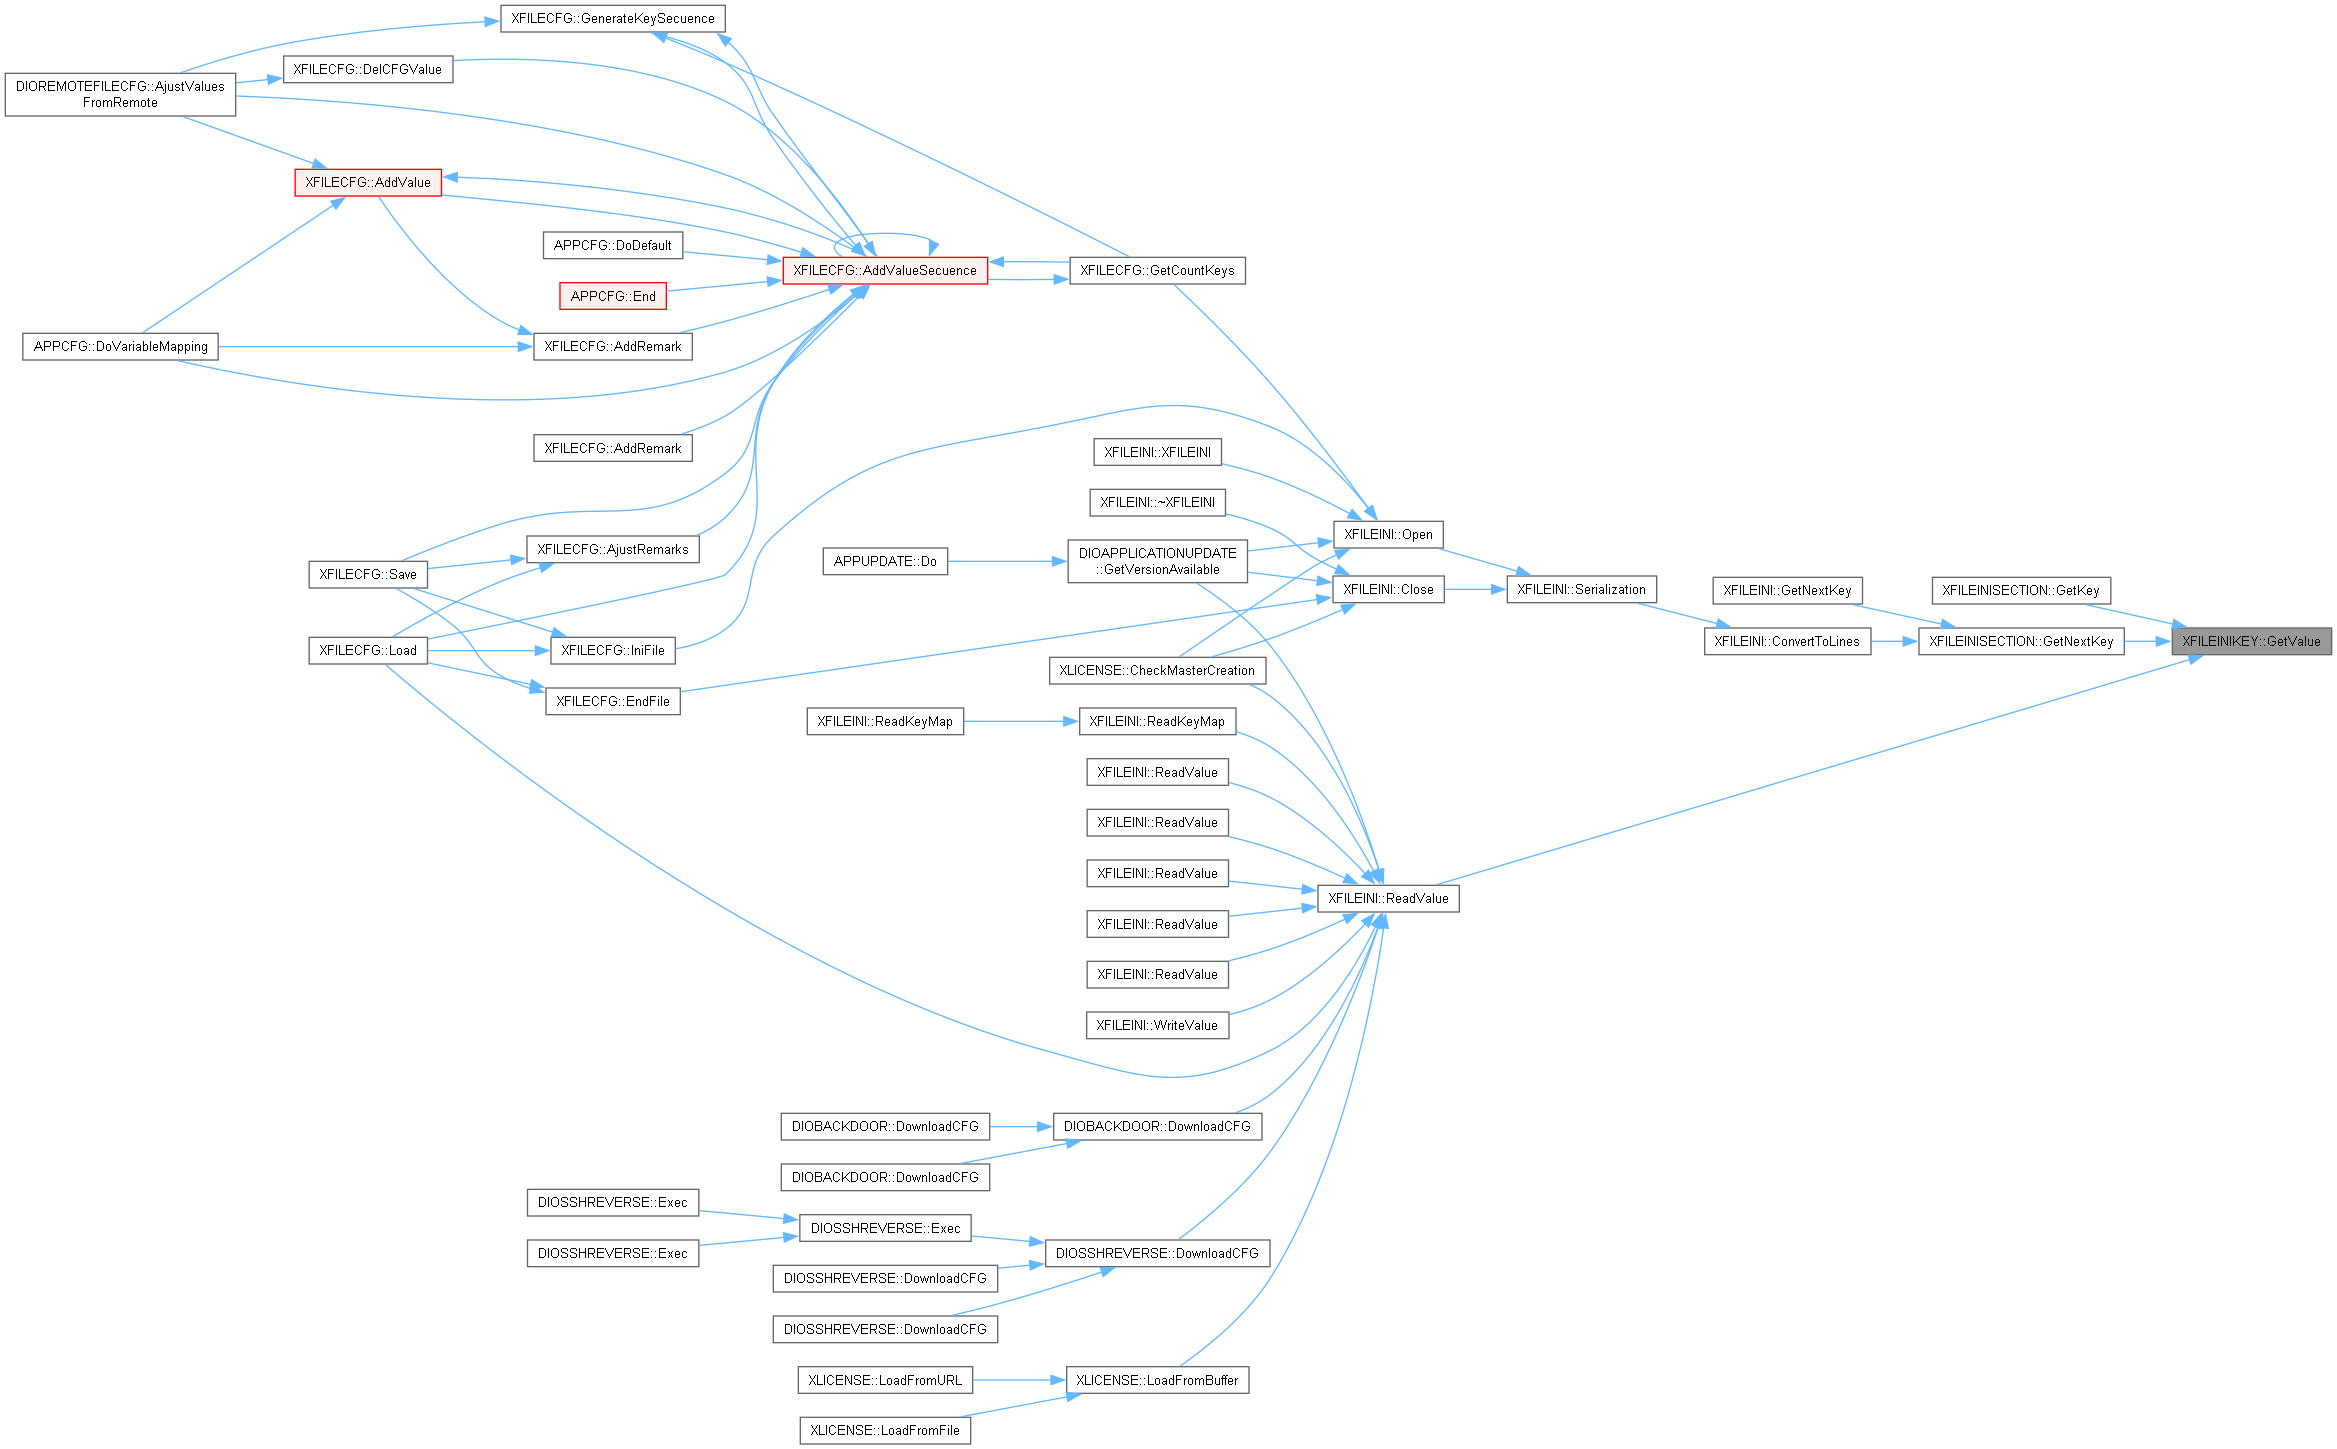 XFILECFG::GenerateKeySecuence
XFILECFG::DelCFGValue
DIOREMOTEFILECFG::AjustValues
FromRemote
XFILECFG::AddValue
APPCFG::DoDefault
XFILECFG::AddValueSecuence
XFILECFG::GetCountKeys
APPCFG::End
APPCFG::DoVariableMapping
XFILECFG::AddRemark
XFILECFG::AddRemark
XFILEINI::XFILEINI
XFILEINI::~XFILEINI
XFILEINI::Open
XFILECFG::AjustRemarks
DIOAPPLICATIONUPDATE
::GetVersionAvailable
APPUPDATE::Do
XFILECFG::Save
XFILEINI::Close
XFILEINI::Serialization
XFILEINI::GetNextKey
XFILEINISECTION::GetKey
XFILEINI::ConvertToLines
XFILEINISECTION::GetNextKey
XFILEINIKEY::GetValue
XFILECFG::Load
XFILECFG::IniFile
XLICENSE::CheckMasterCreation
XFILECFG::EndFile
XFILEINI::ReadKeyMap
XFILEINI::ReadKeyMap
XFILEINI::ReadValue
XFILEINI::ReadValue
XFILEINI::ReadValue
XFILEINI::ReadValue
XFILEINI::ReadValue
XFILEINI::ReadValue
XFILEINI::WriteValue
DIOBACKDOOR::DownloadCFG
DIOBACKDOOR::DownloadCFG
DIOBACKDOOR::DownloadCFG
DIOSSHREVERSE::Exec
DIOSSHREVERSE::Exec
DIOSSHREVERSE::Exec
DIOSSHREVERSE::DownloadCFG
DIOSSHREVERSE::DownloadCFG
DIOSSHREVERSE::DownloadCFG
XLICENSE::LoadFromURL
XLICENSE::LoadFromBuffer
XLICENSE::LoadFromFile